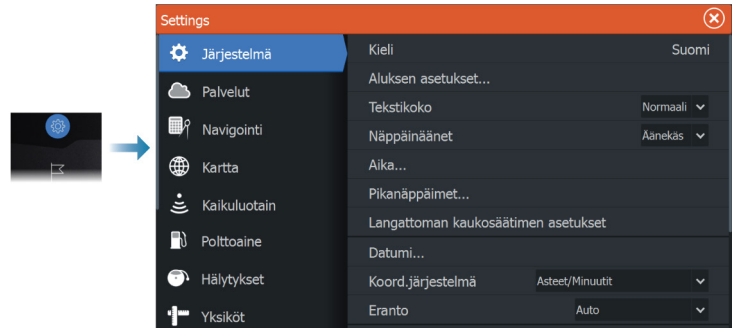 Settings
Järjestelmä
Palvelut
Navigointi
Kartta
Kaikuluotain
Polttoaine
Hälytykset
Yksiköt
Kieli Suomi
Aluksen asetukset...
Tekstikoko Normaali
Näppäinäänet Äänekäs
Aika...
Pikanäppäimet...
Langattoman kaukosäätimen asetukset
Datumi...
Koord.järjestelmä Asteet/Minuutit
Eranto Auto